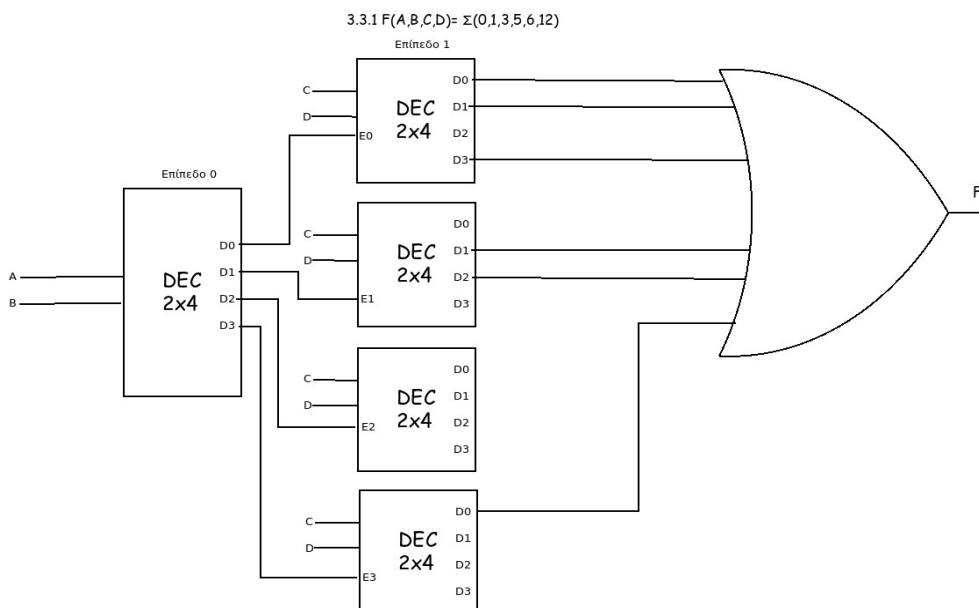 3.3.1 F(A,B,C,D)= Σ(0,1,3,5,6,12)
Επίπεδο 1
C
D
E0
DEC
2x4
D0
D1
D2
D3
Επίπεδο 0
A
B
DEC
2x4
D0
D1
D2
D3
C
D
E1
DEC
2x4
D0
D1
D2
D3
C
D
E2
DEC
2x4
D0
D1
D2
D3
C
D
E3
DEC
2x4
D0
D1
D2
D3
F